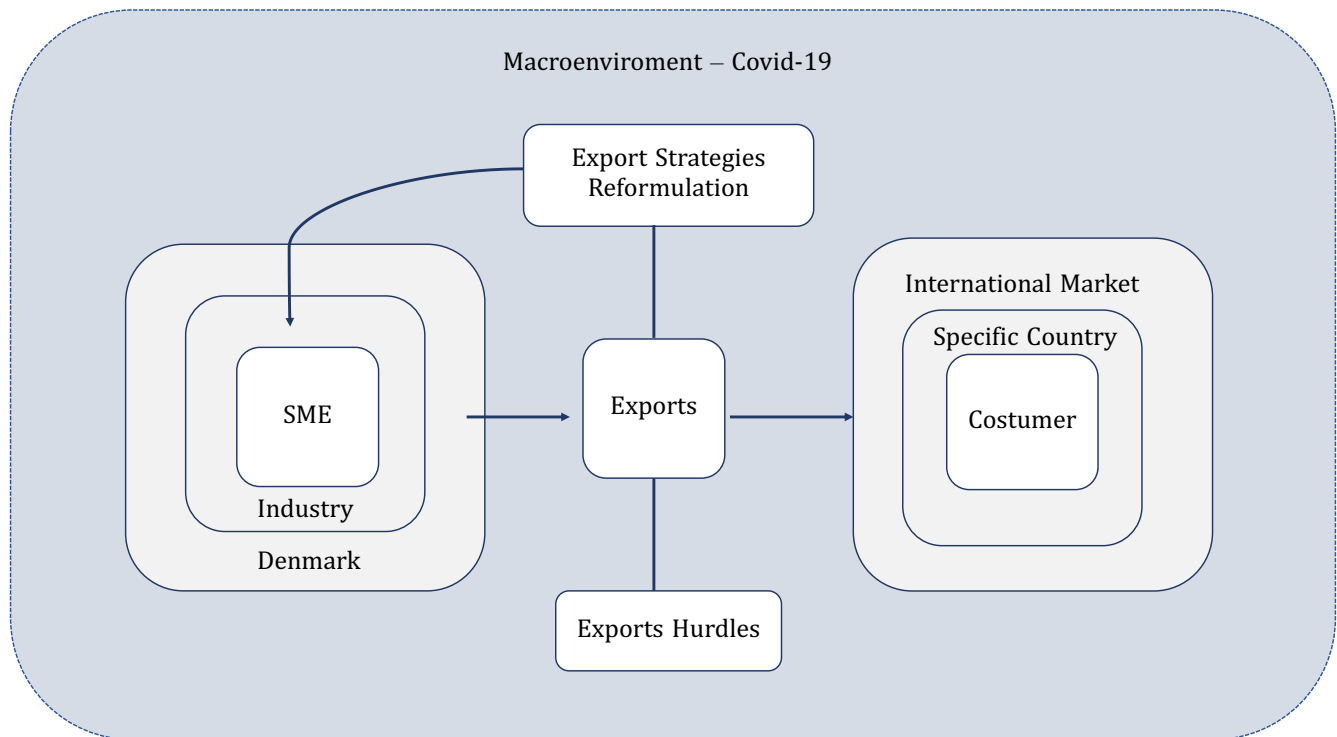 Macroenviroment – Covid-19
Export Strategies
Reformulation
International Market
Specific Country
SME
Exports
Costumer
Industry
Denmark
Exports Hurdles